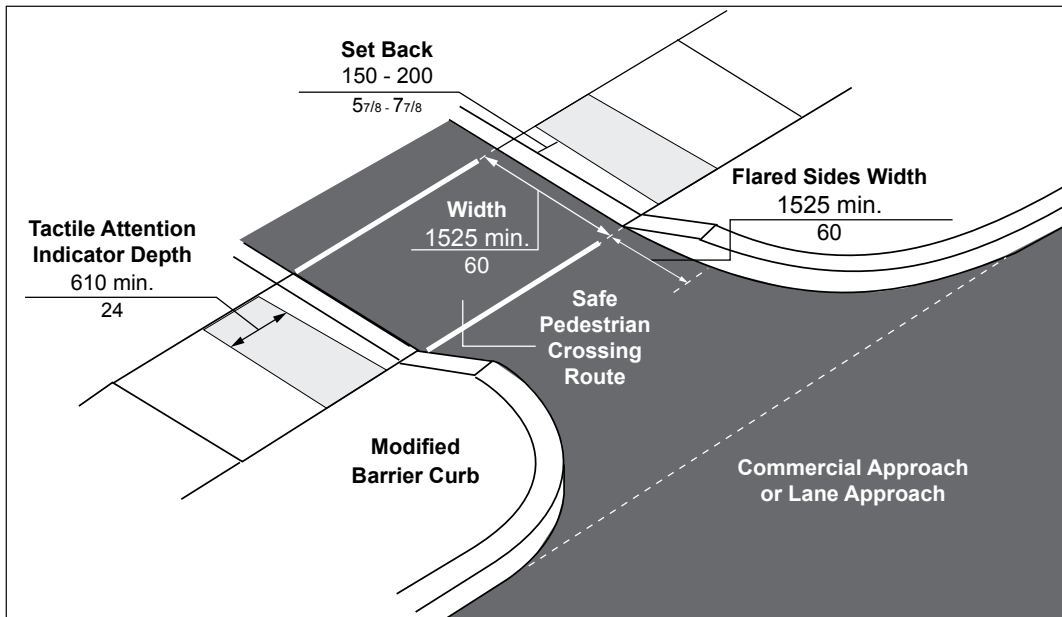 Set Back
150 - 200
5 7/8 - 7 7/8
Flared Sides Width
1525 min.
60
Width
1525 min.
60
Tactile Attention
Indicator Depth
610 min.
24
Safe
Pedestrian
Crossing
Route
Modified
Barrier Curb
Commercial Approach
or Lane Approach